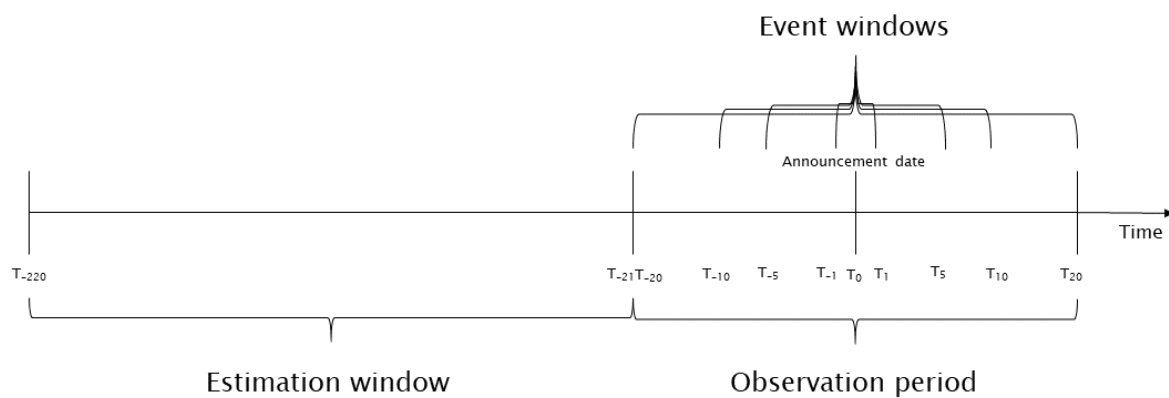 Event windows
Announcement date
Time
T-220 T-21 T-20 T-10 T-5 T-1 T0 T1 T5 T10 T20
Estimation window Observation period